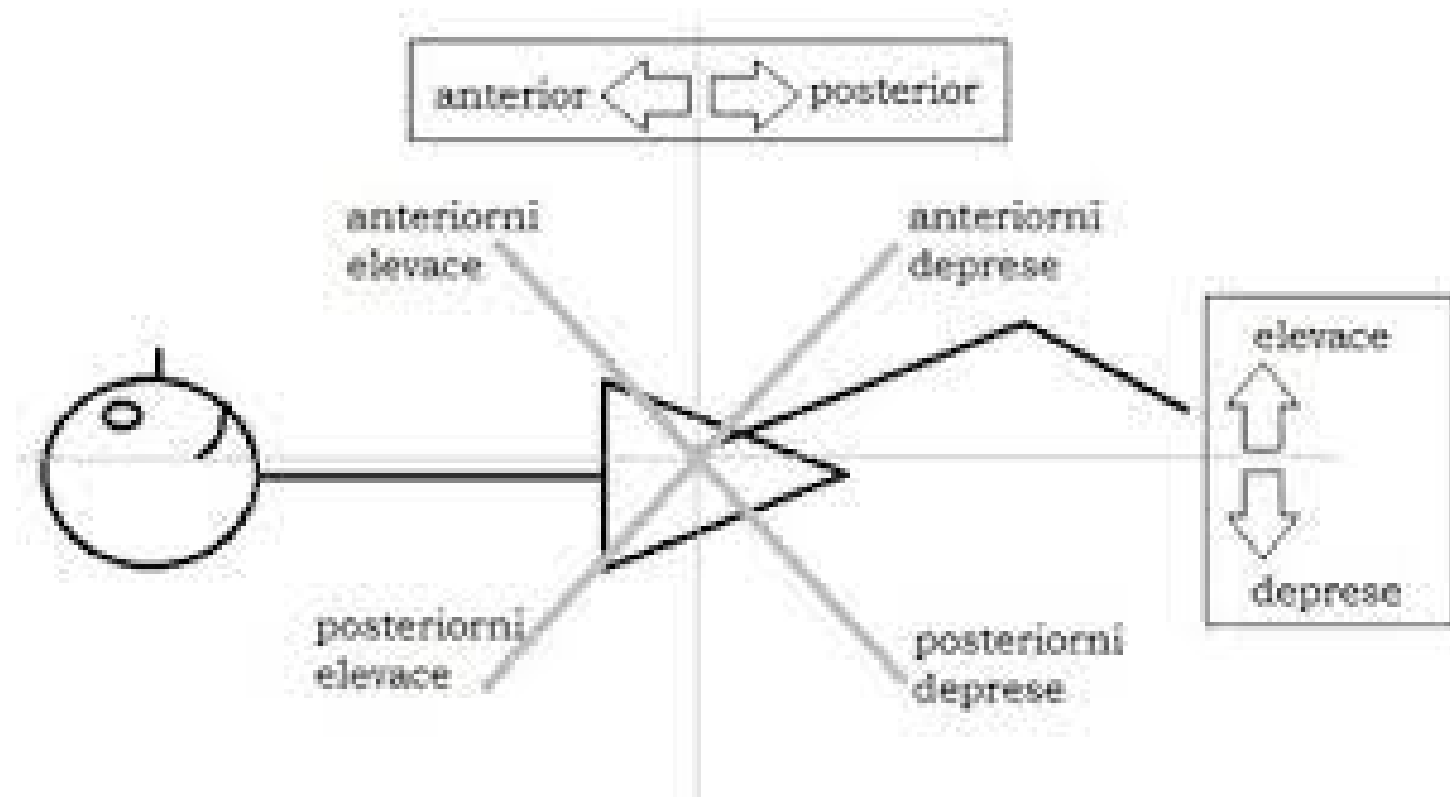 anterior posterior
anteriorni
elevace
anteriorni
deprese
elevace
deprese
posteriorni
elevace
posteriorni
deprese